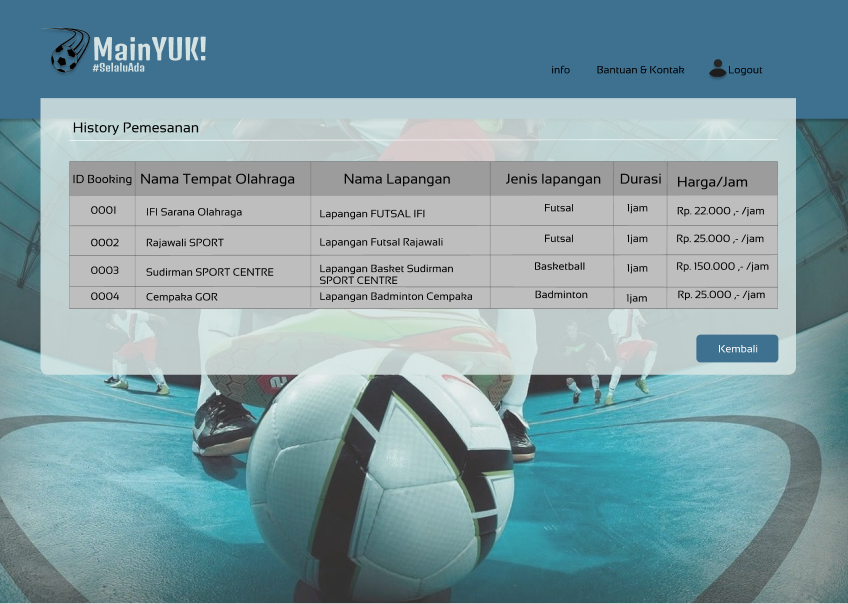 MainYUK!
#SelaluAda
info Bantuan & Kontak Logout
History Pemesanan
ID Booking Nama Tempat Olahraga Nama Lapangan Jenis lapangan Durasi Harga/Jam
0001 IFI Sarana Olahraga Lapangan FUTSAL IFI Futsal 1jam Rp. 22.000 ,- /jam
0002 Rajawali SPORT Lapangan Futsal Rajawali Futsal 1jam Rp. 25.000 ,- /jam
0003 Sudirman SPORT CENTRE Lapangan Basket Sudirman Basketball 1jam Rp. 150.000 ,- /jam
SPORT CENTRE
0004 Cempaka GOR Lapangan Badminton Cempaka Badminton 1jam Rp. 25.000 ,- /jam
Kembali